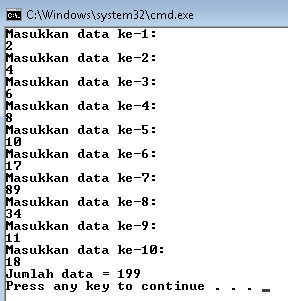 C:\Windows\system32\cmd.exe
Masukkan data ke-1:
2
Masukkan data ke-2:
4
Masukkan data ke-3:
6
Masukkan data ke-4:
8
Masukkan data ke-5:
10
Masukkan data ke-6:
17
Masukkan data ke-7:
89
Masukkan data ke-8:
34
Masukkan data ke-9:
11
Masukkan data ke-10:
18
Jumlah data = 199
Press any key to continue . . .